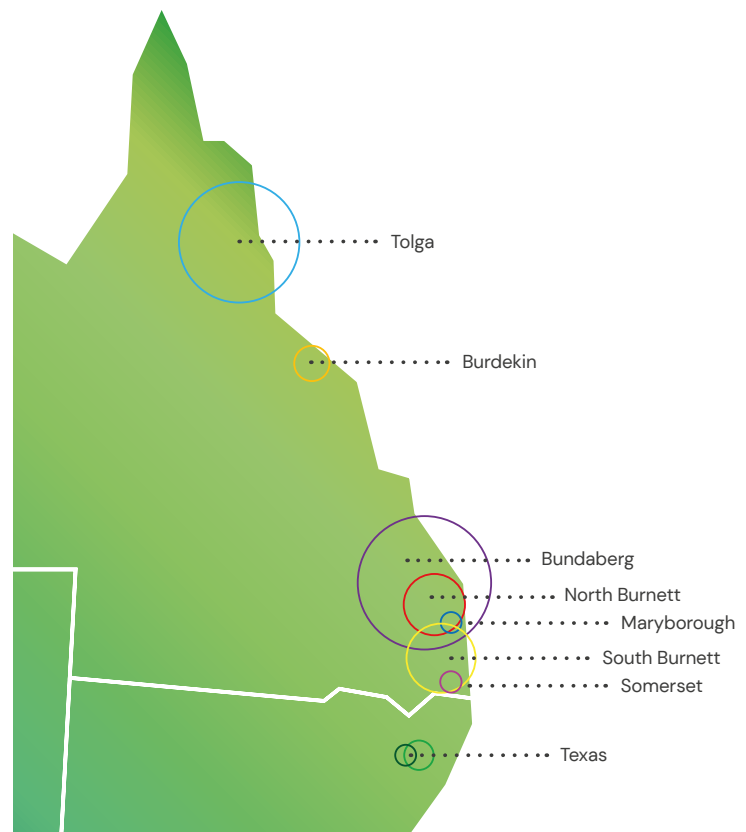 Tolga
Burdekin
Bundaberg
North Burnett
Maryborough
South Burnett
Somerset
Texas